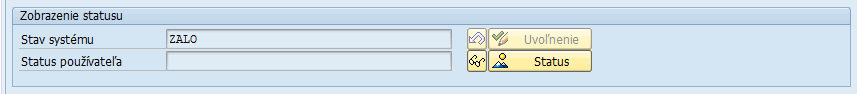 Zobrazenie statusu
Stav systému ZALO Uvoľnenie
Status používateľa Status